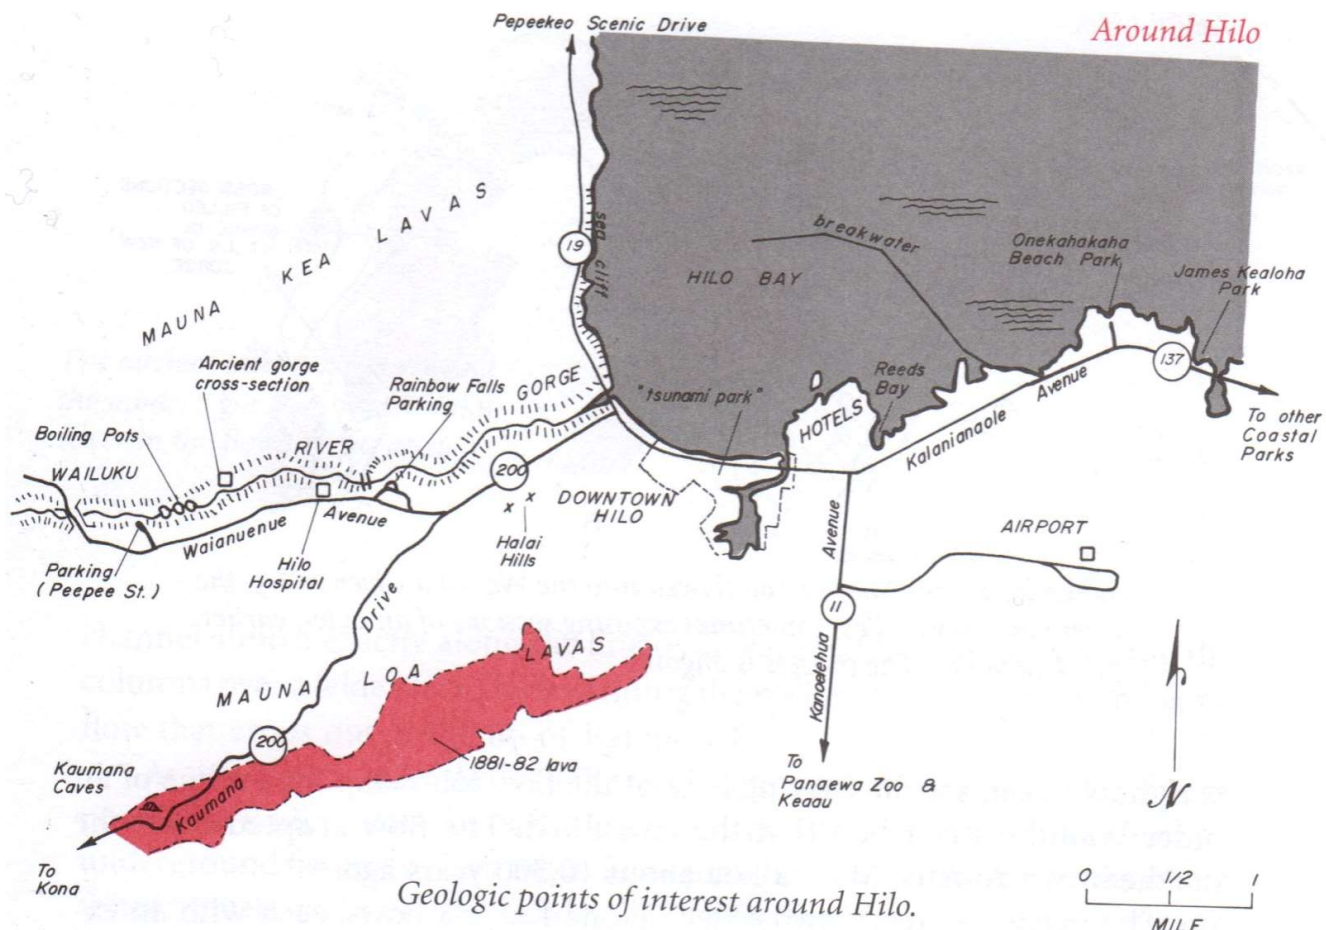 Pepeekeo Scenic Drive
Around Hilo
MAUNA KEA LAVAS
19
sea cliff
breakwater
HILO BAY
Onekahakaha
Beach Park
James Kealoha
Park
Ancient gorge
cross-section
Rainbow Falls
Parking
GORGE
"tsunami park"
Reeds
Bay
HOTELS
Kalanianaole Avenue
137
To other
Coastal
Parks
Boiling Pots
WAILUKU
RIVER
200
x x
DOWNTOWN
HILO
Waianuenue Avenue
Halai
Hills
Hilo
Hospital
Parking
(Peepee St.)
AIRPORT
11
Kanoelehua Avenue
MAUNA LOA LAVAS
200
Kaumana Drive
1881-82 lava
Kaumana
Caves
To
Kona
To
Panaewa Zoo &
Keaau
N
Geologic points of interest around Hilo.
0 1/2 1
MILE